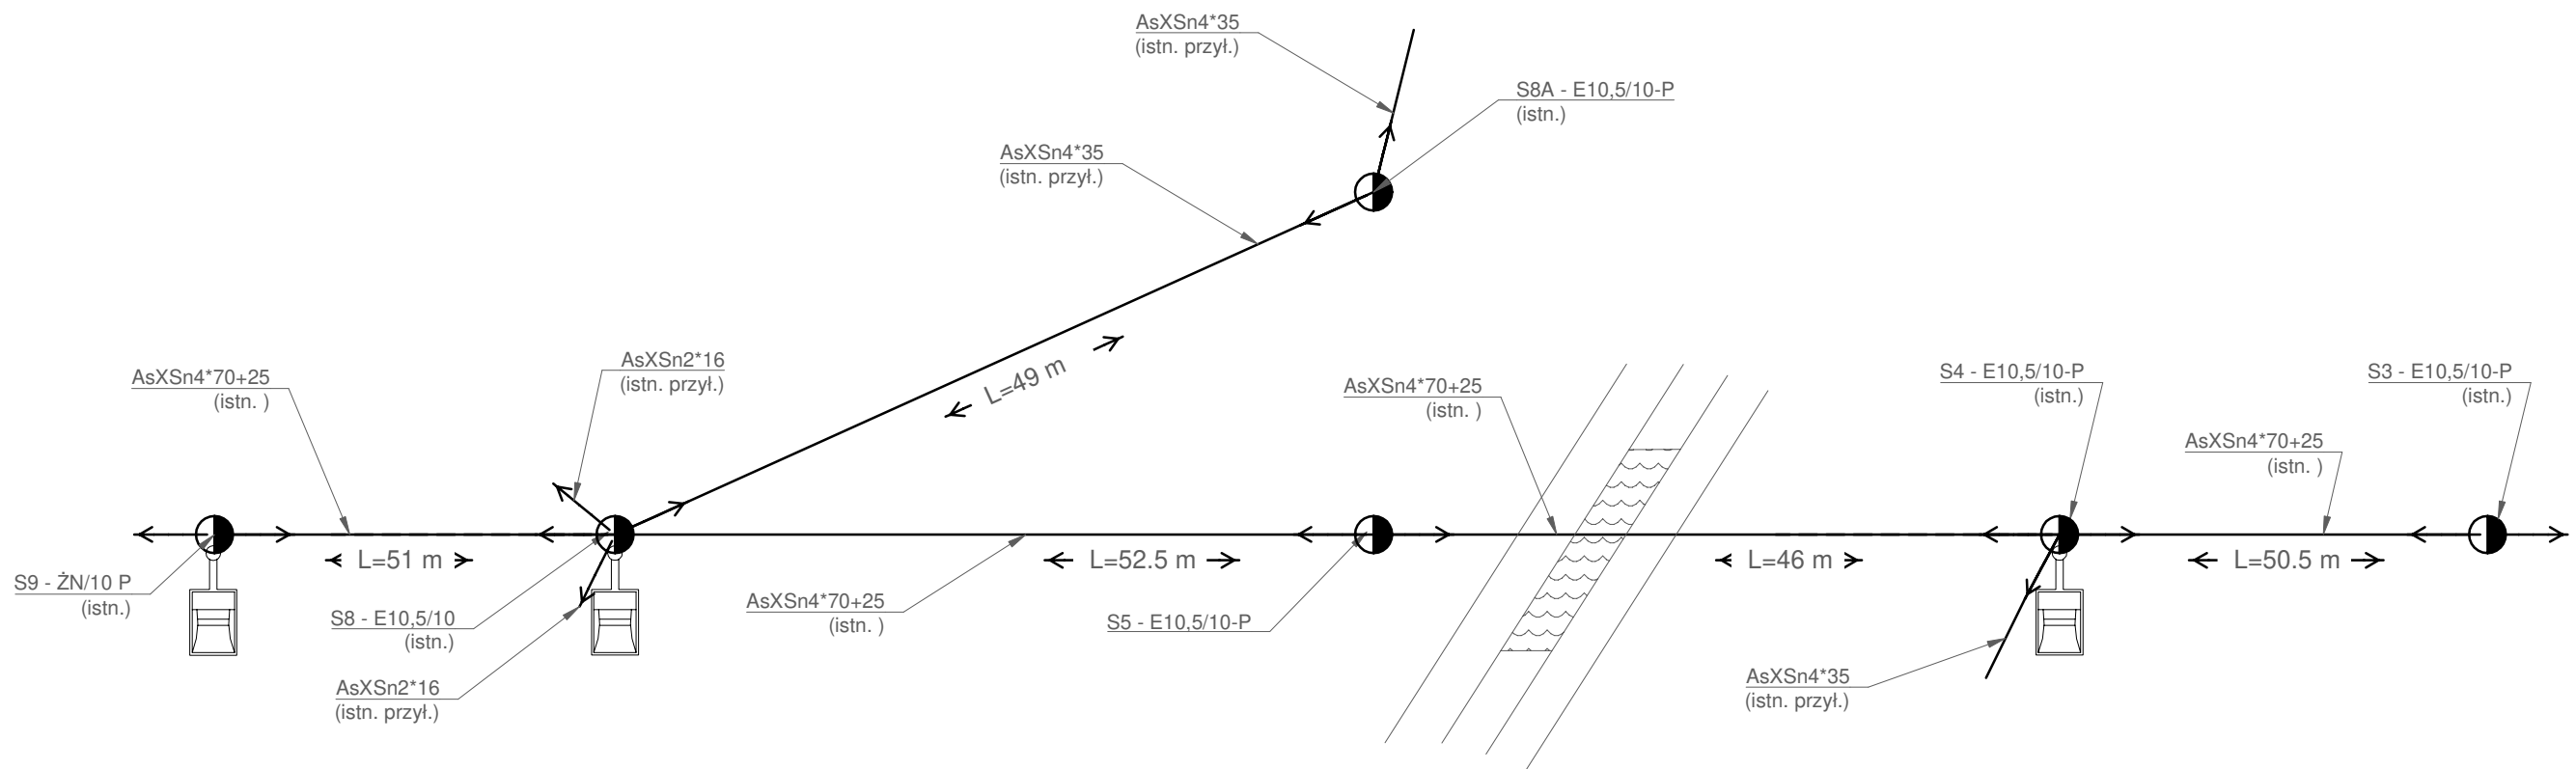 AsXSn4*35
(istn. przył.)
S8A - E10,5/10-P
(istn.)
AsXSn4*35
(istn. przył.)
L=49 m
AsXSn2*16
(istn. przył.)
AsXSn4*70+25
(istn. )
AsXSn4*70+25
(istn. )
S4 - E10,5/10-P
(istn.)
S3 - E10,5/10-P
(istn.)
AsXSn4*70+25
(istn. )
L=51 m
L=52.5 m
L=46 m
L=50.5 m
S9 - ŻN/10 P
(istn.)
S8 - E10,5/10
(istn.)
AsXSn4*70+25
(istn. )
S5 - E10,5/10-P
AsXSn2*16
(istn. przył.)
AsXSn4*35
(istn. przył.)